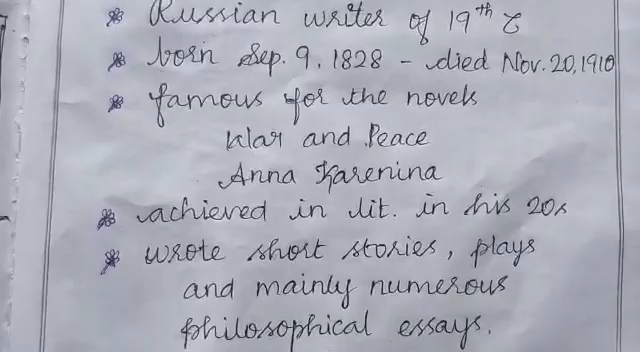 * Russian writer of 19th C
* born Sep. 9, 1828 - died Nov. 20, 1910
* famous for the novels
War and Peace
Anna Karenina
* achieved in lit. in his 20s
* wrote short stories, plays
and mainly numerous
philosophical essays.